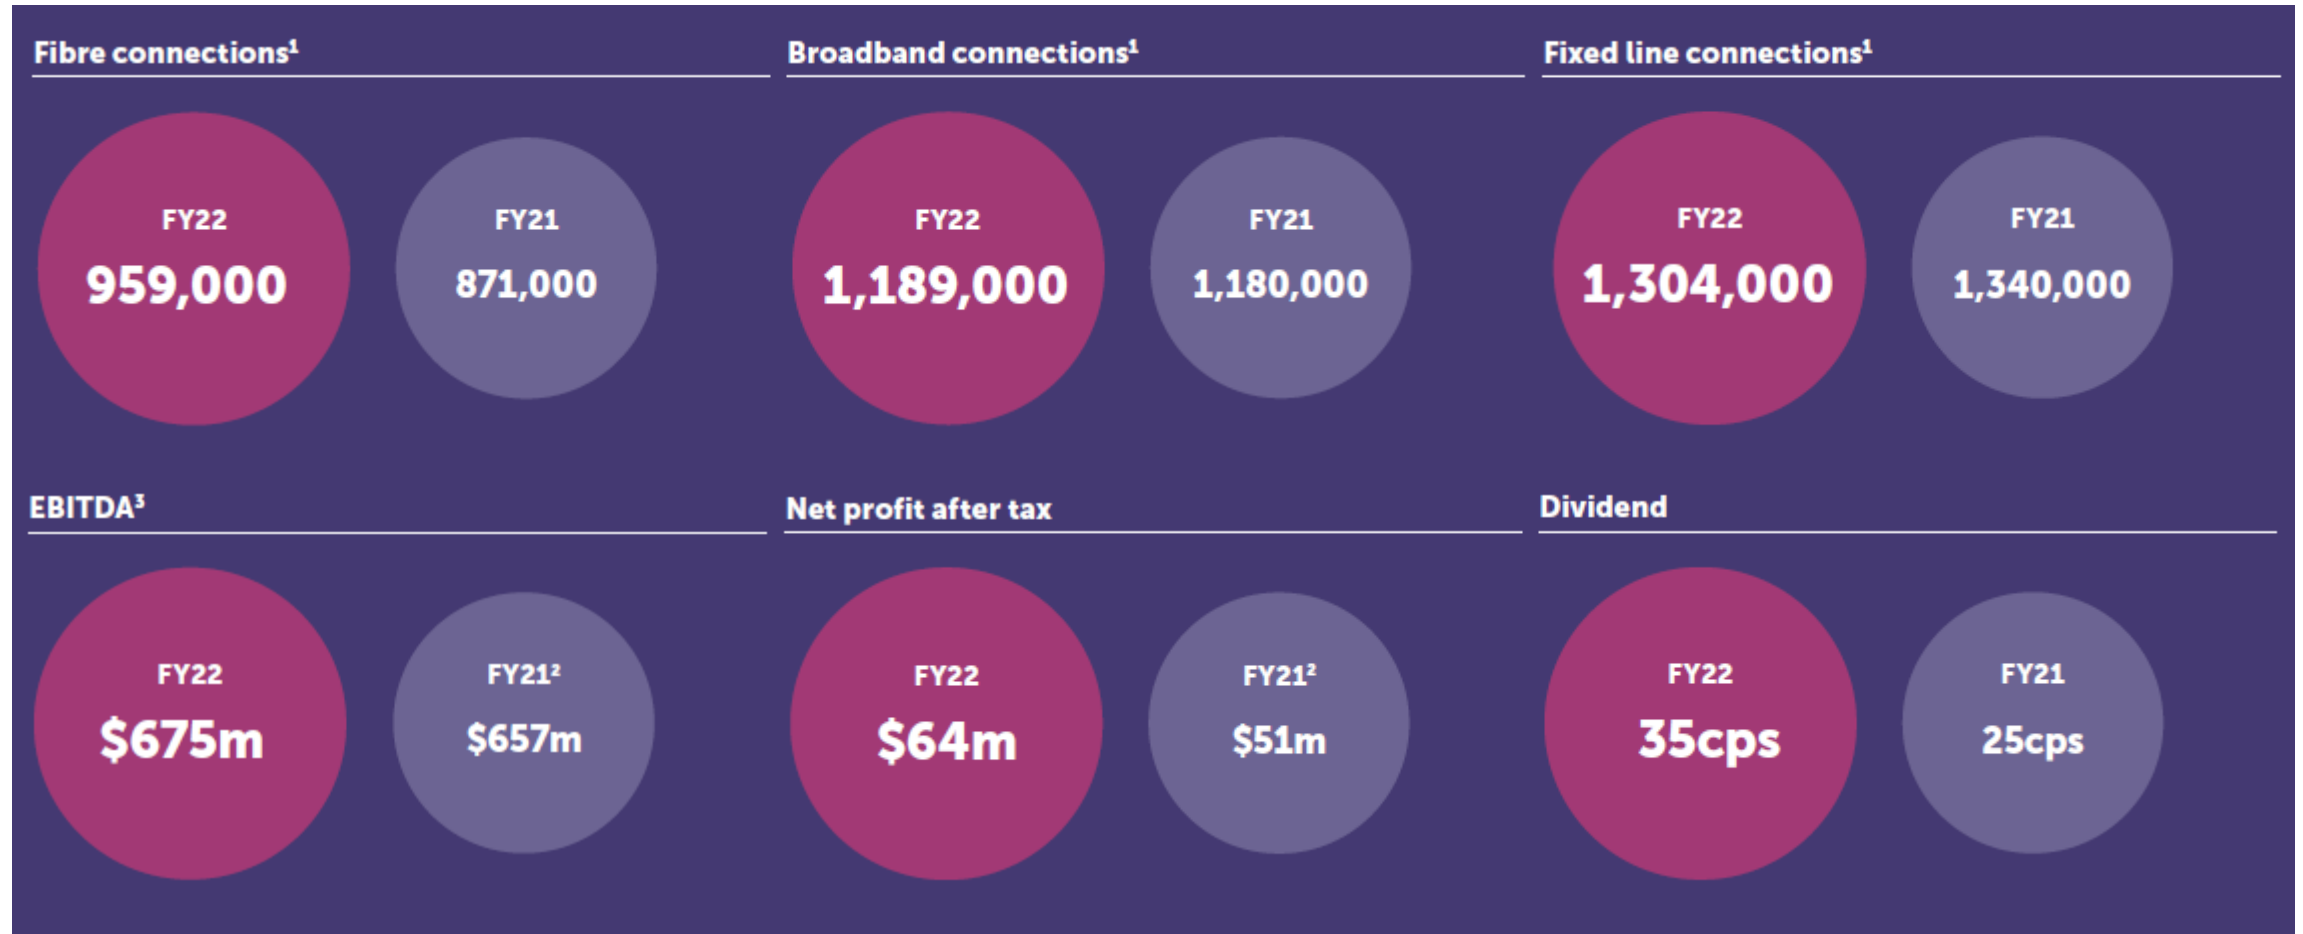 Fibre connections¹
Broadband connections¹
Fixed line connections¹
FY22
959,000
FY21
871,000
FY22
1,189,000
FY21
1,180,000
FY22
1,304,000
FY21
1,340,000
EBITDA³
Net profit after tax
Dividend
FY22
$675m
FY21²
$657m
FY22
$64m
FY21²
$51m
FY22
35cps
FY21
25cps